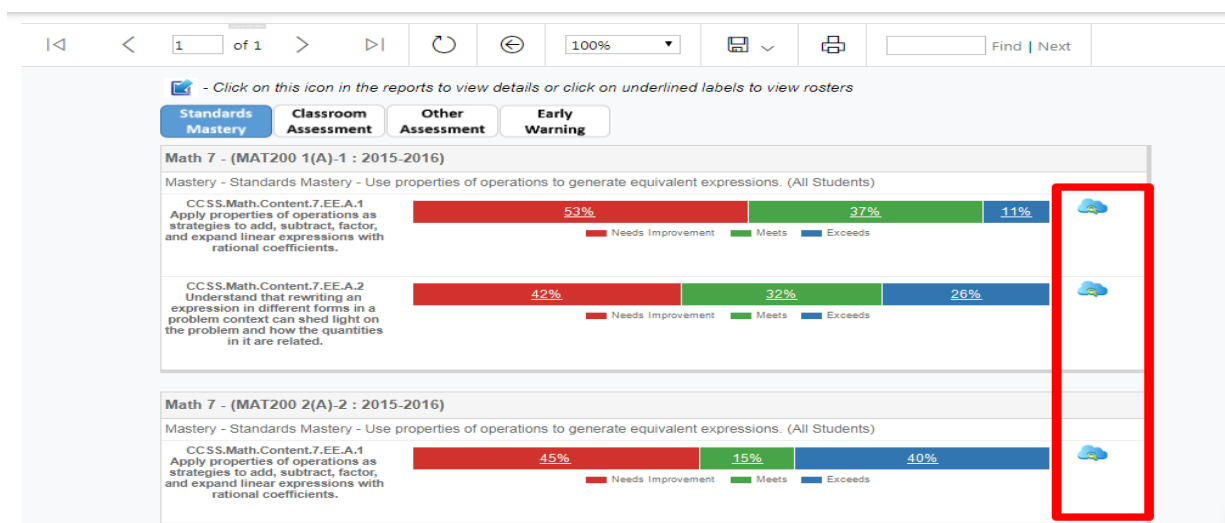 1 of 1 100% Find | Next
- Click on this icon in the reports to view details or click on underlined labels to view rosters
Standards Mastery
Classroom Assessment
Other Assessment
Early Warning
Math 7 - (MAT200 1(A)-1 : 2015-2016)
Mastery - Standards Mastery - Use properties of operations to generate equivalent expressions. (All Students)
CCSS.Math.Content.7.EE.A.1
Apply properties of operations as
strategies to add, subtract, factor,
and expand linear expressions with
rational coefficients.
53% 37% 11%
Needs Improvement Meets Exceeds
CCSS.Math.Content.7.EE.A.2
Understand that rewriting an
expression in different forms in a
problem context can shed light on
the problem and how the quantities
in it are related.
42% 32% 26%
Needs Improvement Meets Exceeds
Math 7 - (MAT200 2(A)-2 : 2015-2016)
Mastery - Standards Mastery - Use properties of operations to generate equivalent expressions. (All Students)
CCSS.Math.Content.7.EE.A.1
Apply properties of operations as
strategies to add, subtract, factor,
and expand linear expressions with
rational coefficients.
45% 15% 40%
Needs Improvement Meets Exceeds